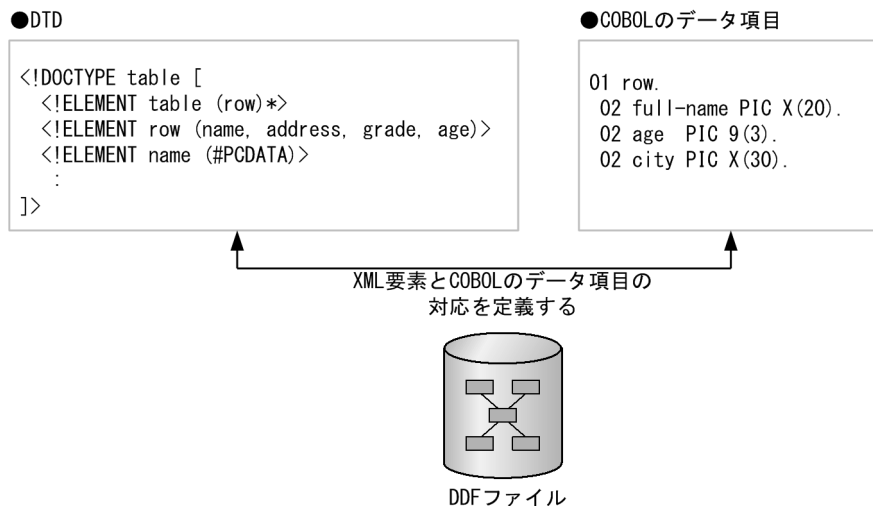 ●DTD
<!DOCTYPE table [
<!ELEMENT table (row)*>
<!ELEMENT row (name, address, grade, age)>
<!ELEMENT name (#PCDATA)>
:
]>
●COBOLのデータ項目
01 row.
02 full-name PIC X(20).
02 age PIC 9(3).
02 city PIC X(30).
XML要素とCOBOLのデータ項目の
対応を定義する
DDFファイル